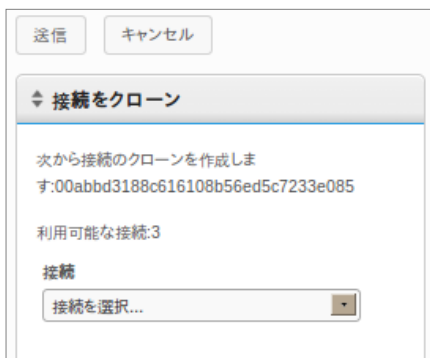 送信 キャンセル
接続をクローン
次から接続のクローンを作成しま
す:00abbd3188c616108b56ed5c7233e085
利用可能な接続:3
接続
接続を選択...